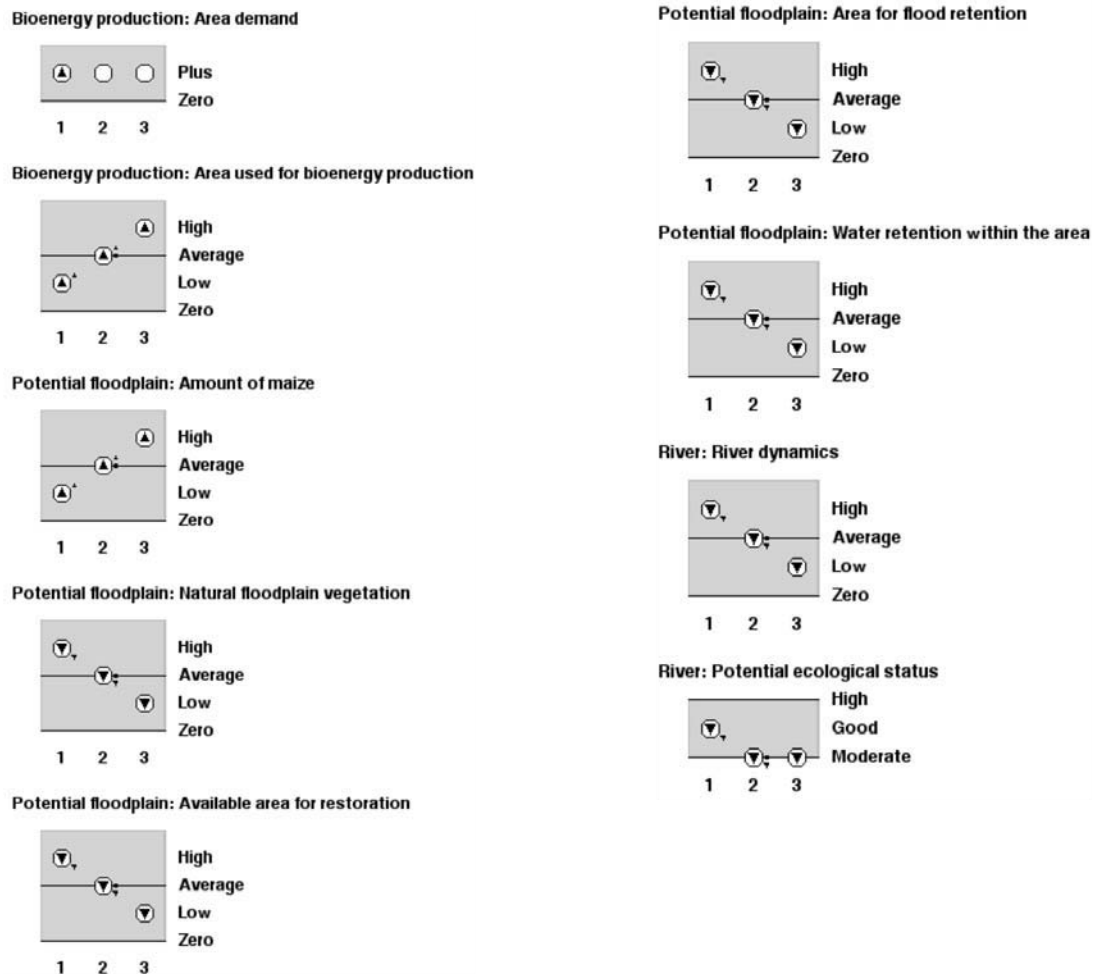 Bioenergy production: Area demand
Plus
Zero
1 2 3
Bioenergy production: Area used for bioenergy production
High
Average
Low
Zero
1 2 3
Potential floodplain: Amount of maize
High
Average
Low
Zero
1 2 3
Potential floodplain: Natural floodplain vegetation
High
Average
Low
Zero
1 2 3
Potential floodplain: Available area for restoration
High
Average
Low
Zero
1 2 3
Potential floodplain: Area for flood retention
High
Average
Low
Zero
1 2 3
Potential floodplain: Water retention within the area
High
Average
Low
Zero
1 2 3
River: River dynamics
High
Average
Low
Zero
1 2 3
River: Potential ecological status
High
Good
Moderate
1 2 3